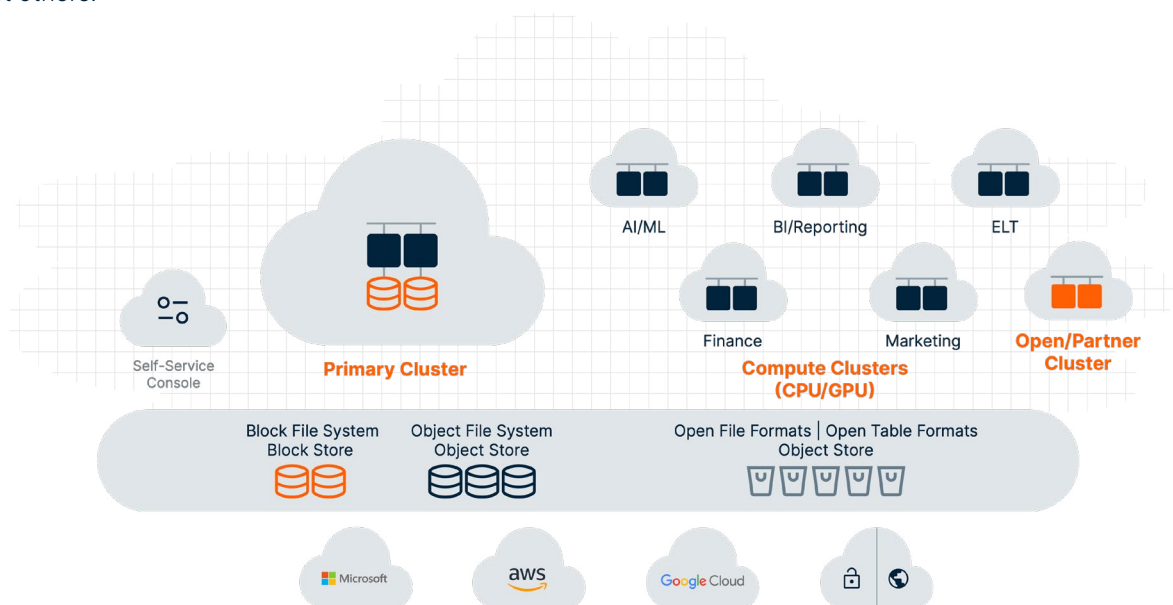 others.
AI/ML
BI/Reporting
ELT
Finance
Marketing
Open/Partner
Cluster
Self-Service
Console
Primary Cluster
Compute Clusters
(CPU/GPU)
Block File System
Block Store
Object File System
Object Store
Open File Formats | Open Table Formats
Object Store
Microsoft
aws
Google Cloud